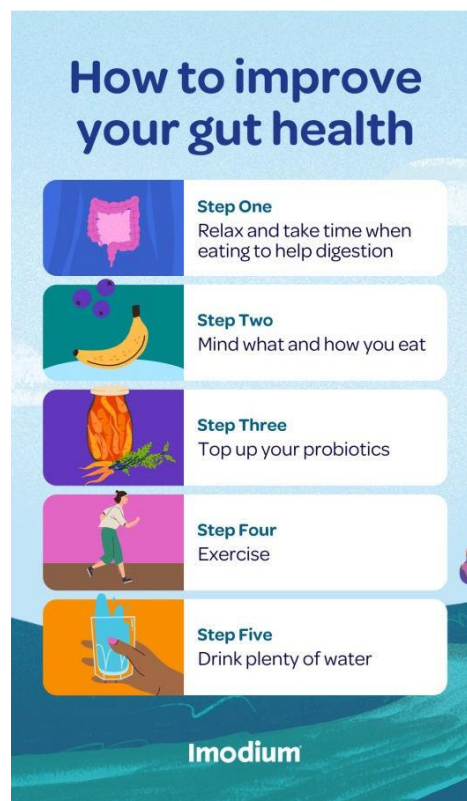 How to improve
your gut health
Step One
Relax and take time when
eating to help digestion
Step Two
Mind what and how you eat
Step Three
Top up your probiotics
Step Four
Exercise
Step Five
Drink plenty of water
Imodium